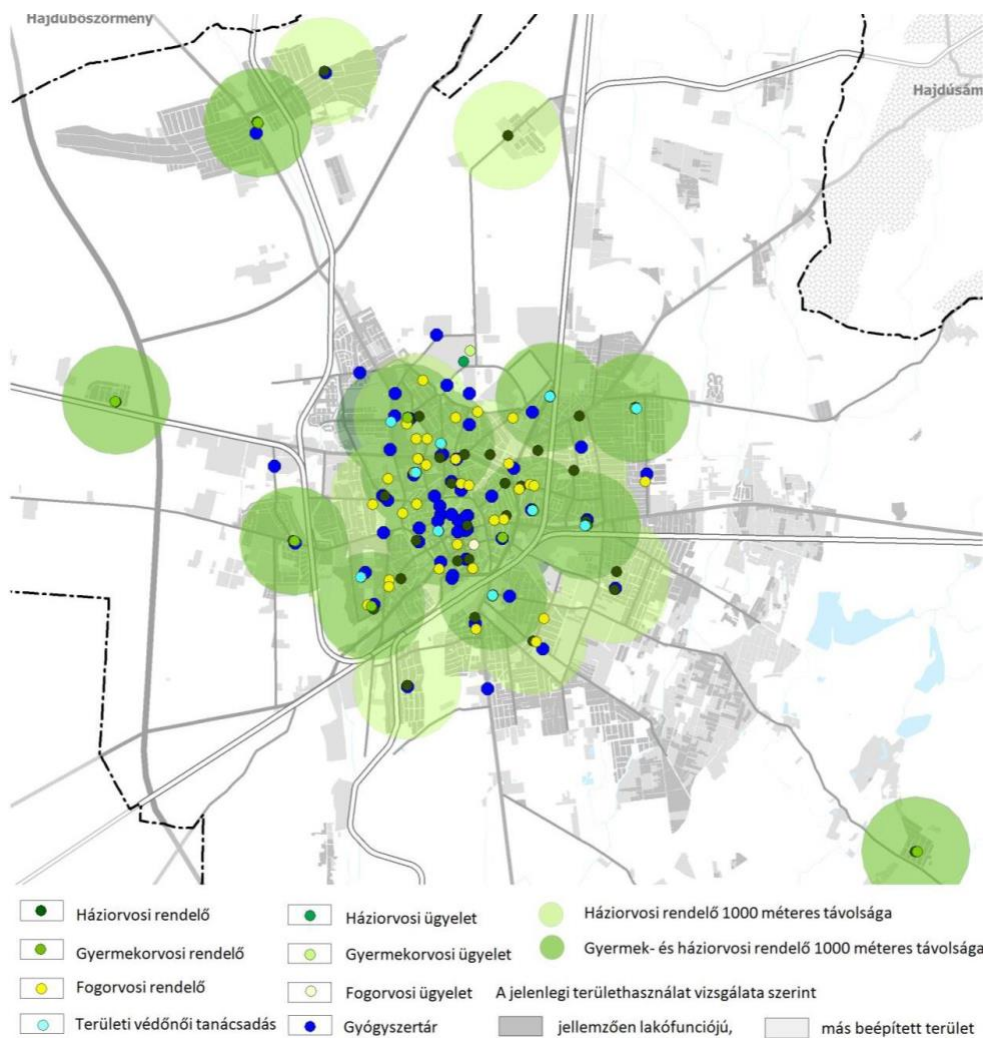 Hajdúböszörmény
Hajdúsám
Háziorvosi rendelő
Gyermekorvosi rendelő
Fogorvosi rendelő
Területi védőnői tanácsadás
Háziorvosi ügyelet
Gyermekorvosi ügyelet
Fogorvosi ügyelet
Gyógyszertár
Háziorvosi rendelő 1000 méteres távolsága
Gyermek- és háziorvosi rendelő 1000 méteres távolsága
A jelenlegi területhasználat vizsgálata szerint
jellemzően lakófunciójú,
más beépített terület